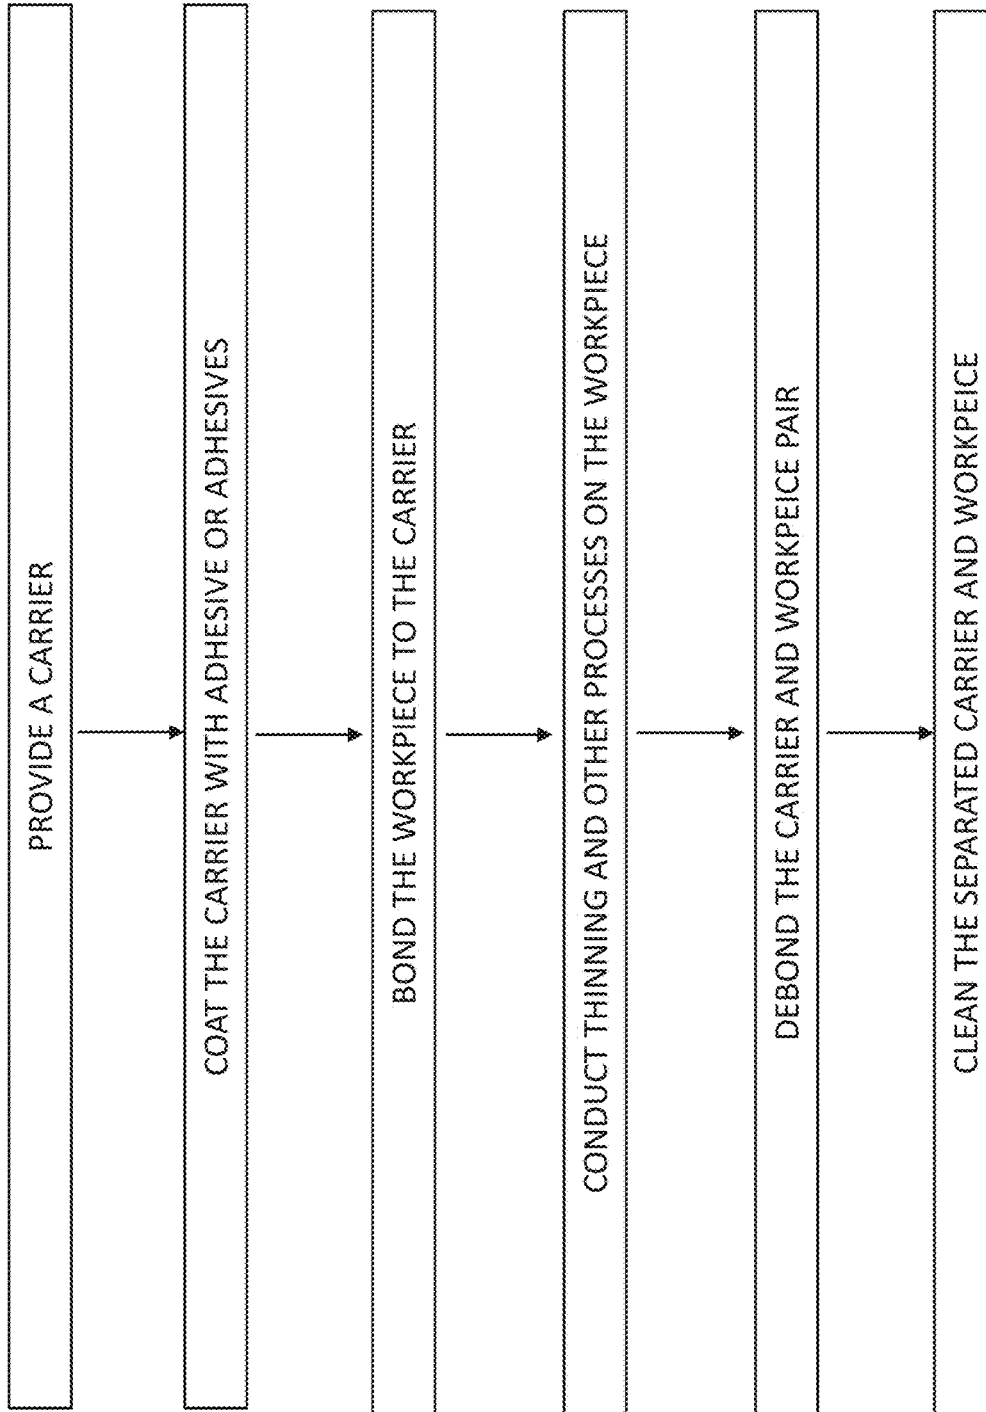 PROVIDE A CARRIER
COAT THE CARRIER WITH ADHESIVE OR ADHESIVES
BOND THE WORKPIECE TO THE CARRIER
CONDUCT THINNING AND OTHER PROCESSES ON THE WORKPIECE
DEBOND THE CARRIER AND WORKPEICE PAIR
CLEAN THE SEPARATED CARRIER AND WORKPEICE